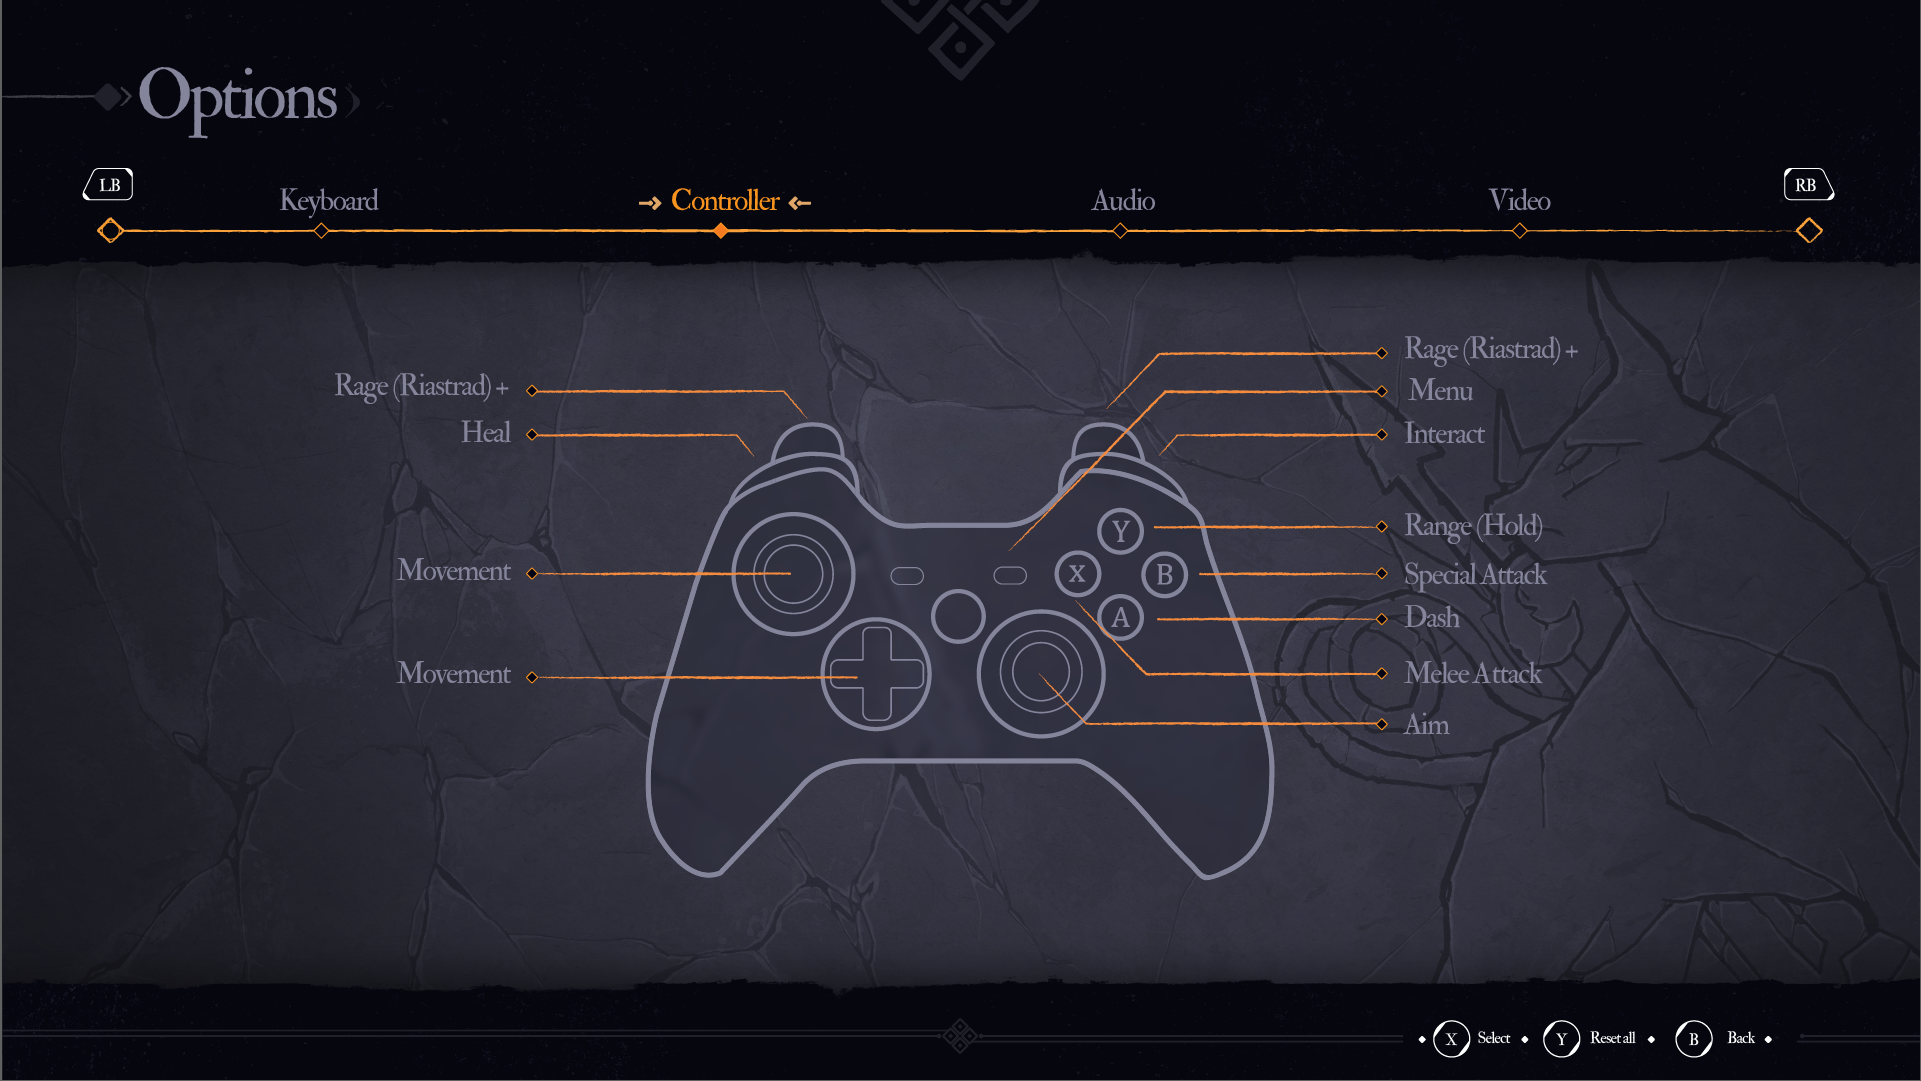 Options
LB
Keyboard
Controller
Audio
Video
RB
Rage (Riastrad) +
Heal
Movement
Movement
Rage (Riastrad) +
Menu
Interact
Range (Hold)
Special Attack
Dash
Melee Attack
Aim
Y
X
B
A
X Select
Y Reset all
B Back